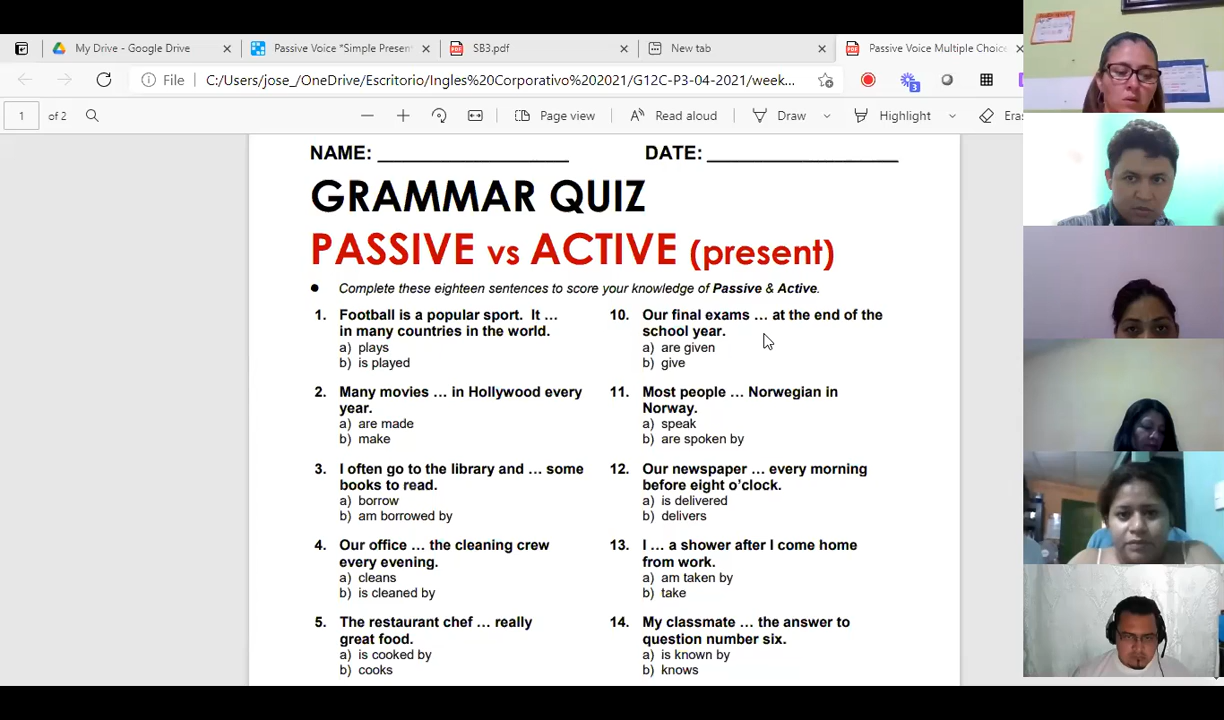 My Drive - Google Drive
Passive Voice "Simple Presen
SB3.pdf
New tab
Passive Voice Multiple Choice
File
C:/Users/jose_/OneDrive/Escritorio/Ingles%20Corporativo%202021/G12C-P3-04-2021/week...
3
1
of 2
Page view
Read aloud
Draw
Highlight
Eras
NAME: ____________________
DATE: ____________________
GRAMMAR QUIZ
PASSIVE vs ACTIVE (present)
● Complete these eighteen sentences to score your knowledge of Passive & Active.
1. Football is a popular sport. It …
in many countries in the world.
a) plays
b) is played
2. Many movies … in Hollywood every
year.
a) are made
b) make
3. I often go to the library and … some
books to read.
a) borrow
b) am borrowed by
4. Our office … the cleaning crew
every evening.
a) cleans
b) is cleaned by
5. The restaurant chef … really
great food.
a) is cooked by
b) cooks
10. Our final exams … at the end of the
school year.
a) are given
b) give
11. Most people … Norwegian in
Norway.
a) speak
b) are spoken by
12. Our newspaper … every morning
before eight o’clock.
a) is delivered
b) delivers
13. I … a shower after I come home
from work.
a) am taken by
b) take
14. My classmate … the answer to
question number six.
a) is known by
b) knows